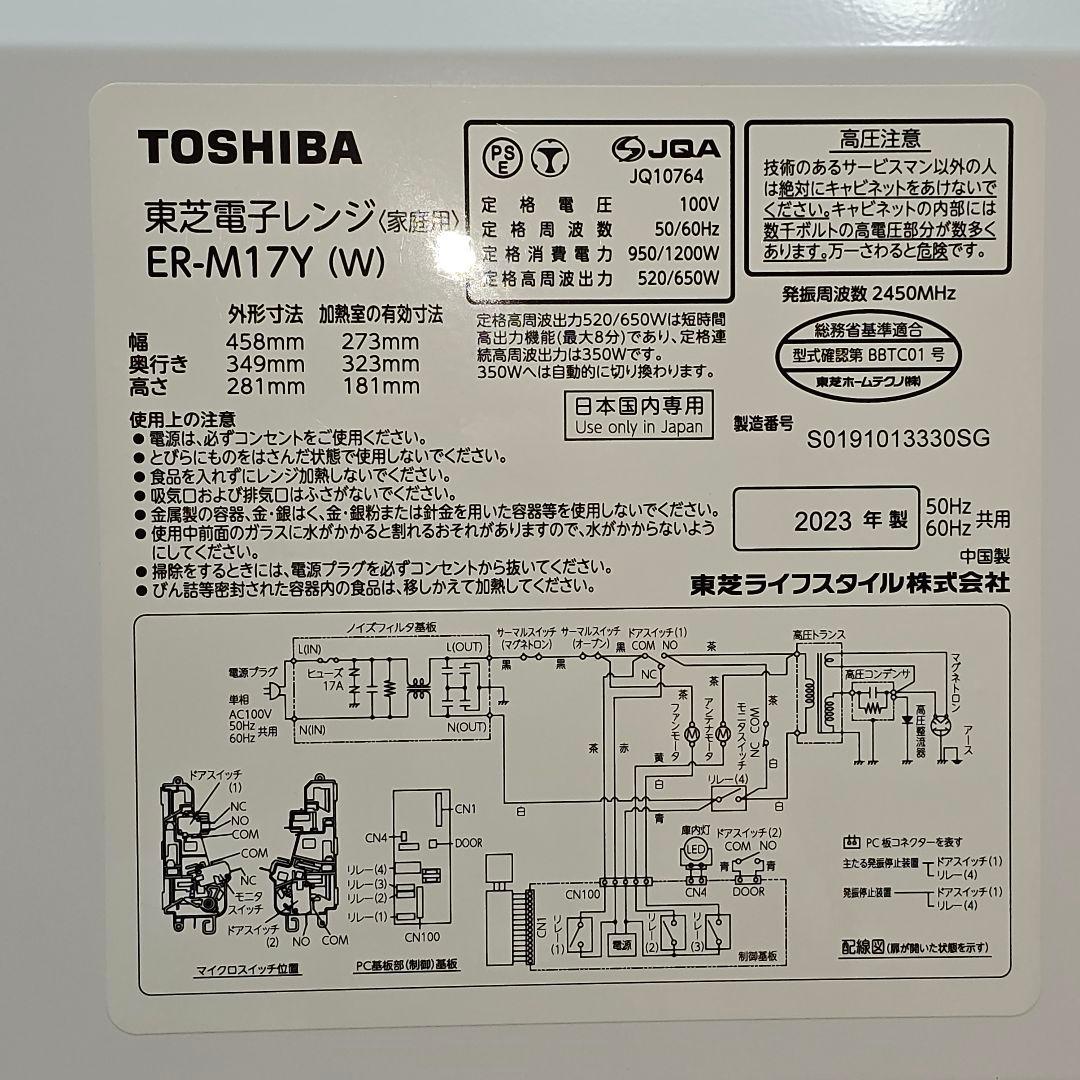 TOSHIBA
東芝電子レンジ〈家庭用〉
ER-M17Y (W)
外形寸法 加熱室の有効寸法
幅 458mm 273mm
奥行き 349mm 323mm
高さ 281mm 181mm
PS E
JQA
JQ10764
定格電圧 100V
定格周波数 50/60Hz
定格消費電力 950/1200W
定格高周波出力 520/650W
定格高周波出力520/650Wは短時間
高出力機能(最大8分)であり、定格連
続高周波出力は350Wです。
350Wへは自動的に切り換わります。
日本国内専用
Use only in Japan
高圧注意
技術のあるサービスマン以外の人
は絶対にキャビネットをあけないで
ください。キャビネットの内部には
数千ボルトの高電圧部分が数多く
あります。万一さわると危険です。
発振周波数 2450MHz
総務省基準適合
型式確認第 BBTC01 号
東芝ホームテクノ(株)
製造番号 S0191013330SG
2023 年 製
50Hz
60Hz 共用
中国製
東芝ライフスタイル株式会社
使用上の注意
● 電源は、必ずコンセントをご使用ください。
● とびらにものをはさんだ状態で使用しないでください。
● 食品を入れずにレンジ加熱しないでください。
● 吸気口および排気口はふさがないでください。
● 金属製の容器、金・銀はく、金・銀粉または針金を用いた容器等を使用しないでください。
● 使用中前面のガラスに水がかかると割れるおそれがありますので、水がかからないよう
にしてください。
● 掃除をするときには、電源プラグを必ずコンセントから抜いてください。
● びん詰等密封された容器内の食品は、移しかえて加熱してください。
ノイズフィルタ基板
L(IN)
L(OUT)
ヒューズ
17A
N(IN)
N(OUT)
電源プラグ
単相
AC100V
50Hz
60Hz 共用
サーマルスイッチ
(マグネトロン)
サーマルスイッチ
(オーブン)
ドアスイッチ(1)
COM NO
NC
黒
黒
黒
茶
茶
茶
茶
茶
赤
黄
白
白
白
白
青
ファンモータ
アンテナモータ
モニタスイッチ
NC COM
リレー(4)
高圧トランス
高圧コンデンサ
マグネトロン
高圧整流器
アース
ドアスイッチ
(1)
NC
NO
COM
COM
NC
モニタ
スイッチ
ドアスイッチ
(2)
NO
COM
マイクロスイッチ位置
CN1
CN4
DOOR
リレー(4)
リレー(3)
リレー(2)
リレー(1)
CN100
PC基板部(制御)基板
庫内灯
LED
CN4
ドアスイッチ(2)
COM NO
青
青
DOOR
CN100
CN1
リレー(1)
電源
リレー(2)
リレー(3)
制御基板
PC板コネクターを表す
主たる発振停止装置 ドアスイッチ(1)
リレー(4)
発振停止装置 ドアスイッチ(1)
リレー(4)
配線図(扉が開いた状態を示す)